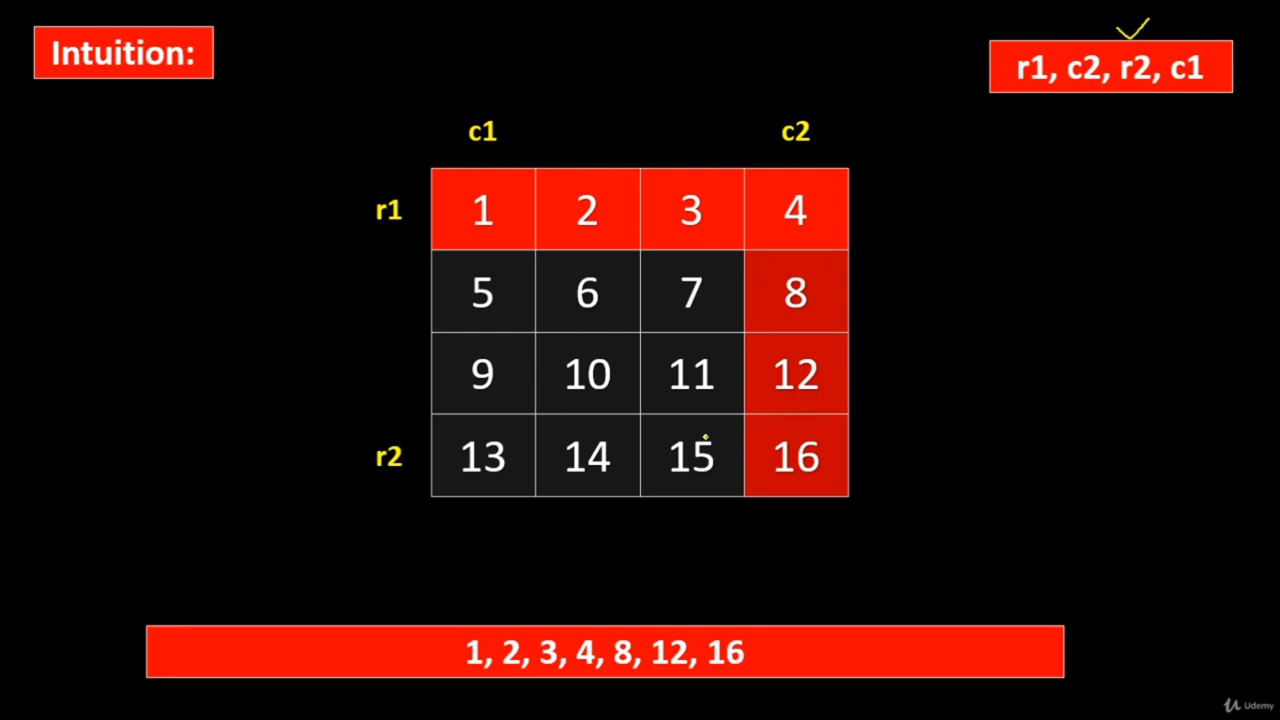 Intuition:
r1, c2, r2, c1
c1 c2
r1 1 2 3 4
5 6 7 8
9 10 11 12
r2 13 14 15 16
1, 2, 3, 4, 8, 12, 16
Udemy